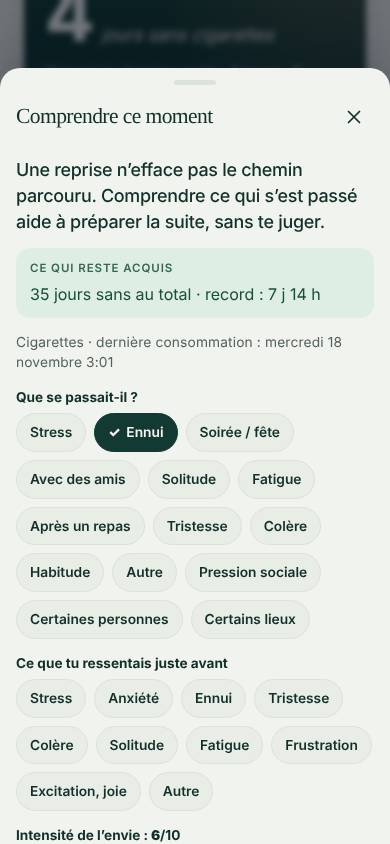 4 jours sans cigarettes
Comprendre ce moment
Une reprise n’efface pas le chemin
parcouru. Comprendre ce qui s’est passé
aide à préparer la suite, sans te juger.
CE QUI RESTE ACQUIS
35 jours sans au total · record : 7 j 14 h
Cigarettes · dernière consommation : mercredi 18
novembre 3:01
Que se passait-il ?
Stress ✓ Ennui Soirée / fête
Avec des amis Solitude Fatigue
Après un repas Tristesse Colère
Habitude Autre Pression sociale
Certaines personnes Certains lieux
Ce que tu ressentais juste avant
Stress Anxiété Ennui Tristesse
Colère Solitude Fatigue Frustration
Excitation, joie Autre
Intensité de l’envie : 6/10